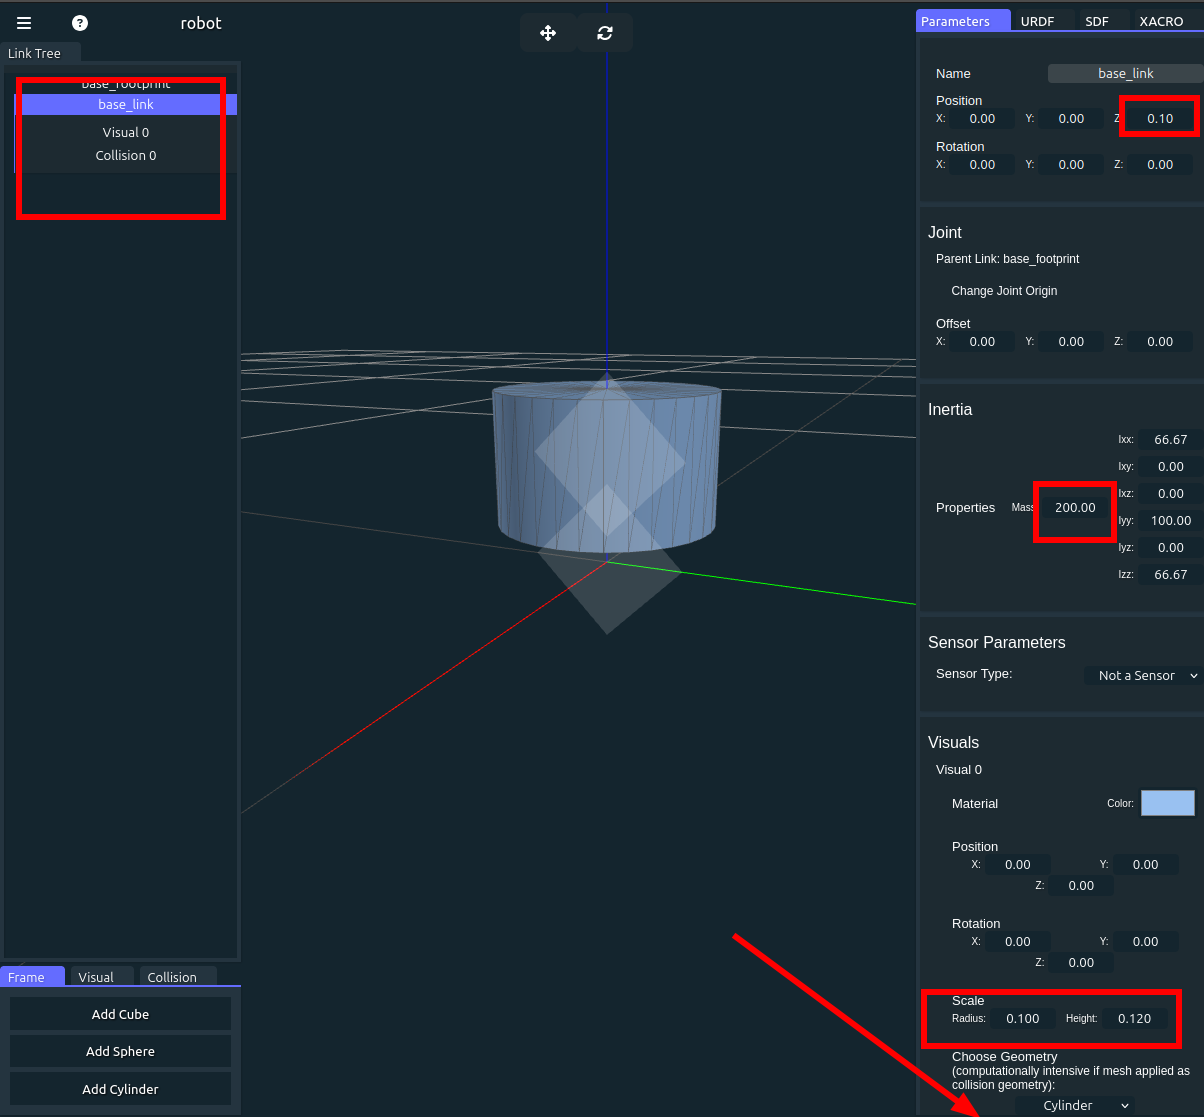 robot
Link Tree
base_footprint
base_link
Visual 0
Collision 0
Frame Visual Collision
Add Cube
Add Sphere
Add Cylinder
Parameters URDF SDF XACRO
Name base_link
Position
X: 0.00 Y: 0.00 Z: 0.10
Rotation
X: 0.00 Y: 0.00 Z: 0.00
Joint
Parent Link: base_footprint
Change Joint Origin
Offset
X: 0.00 Y: 0.00 Z: 0.00
Inertia
Ixx: 66.67
Ixy: 0.00
Ixz: 0.00
Properties Mass 200.00
Iyy: 100.00
Iyz: 0.00
Izz: 66.67
Sensor Parameters
Sensor Type: Not a Sensor
Visuals
Visual 0
Material Color:
Position
X: 0.00 Y: 0.00
Z: 0.00
Rotation
X: 0.00 Y: 0.00
Z: 0.00
Scale
Radius: 0.100 Height: 0.120
Choose Geometry
(computationally intensive if mesh applied as
collision geometry):
Cylinder